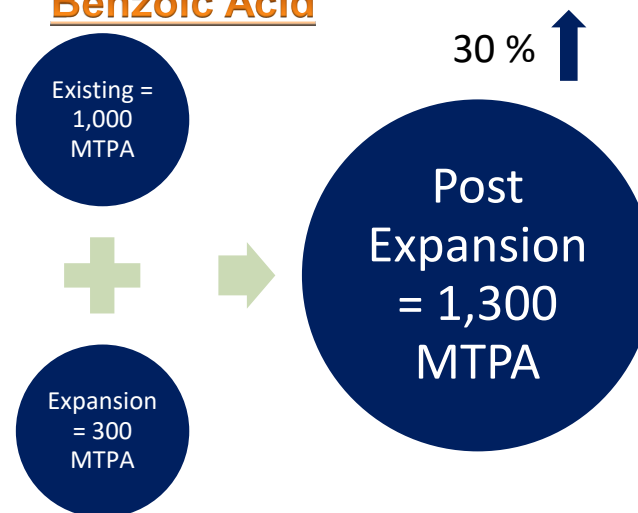 Benzoic Acid
30 %
Existing =
1,000
MTPA
Post
Expansion
= 1,300
MTPA
Expansion
= 300
MTPA